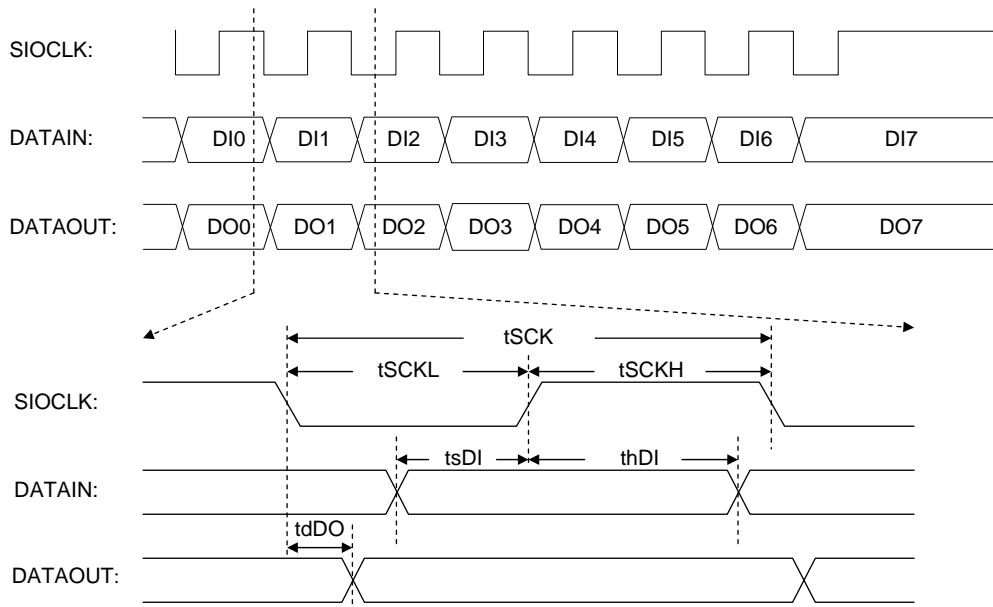 SIOCLK:
DATAIN: DI0 DI1 DI2 DI3 DI4 DI5 DI6 DI7
DATAOUT: DO0 DO1 DO2 DO3 DO4 DO5 DO6 DO7
tSCK
tSCKL tSCKH
SIOCLK:
tsDI thDI
DATAIN:
tdDO
DATAOUT: